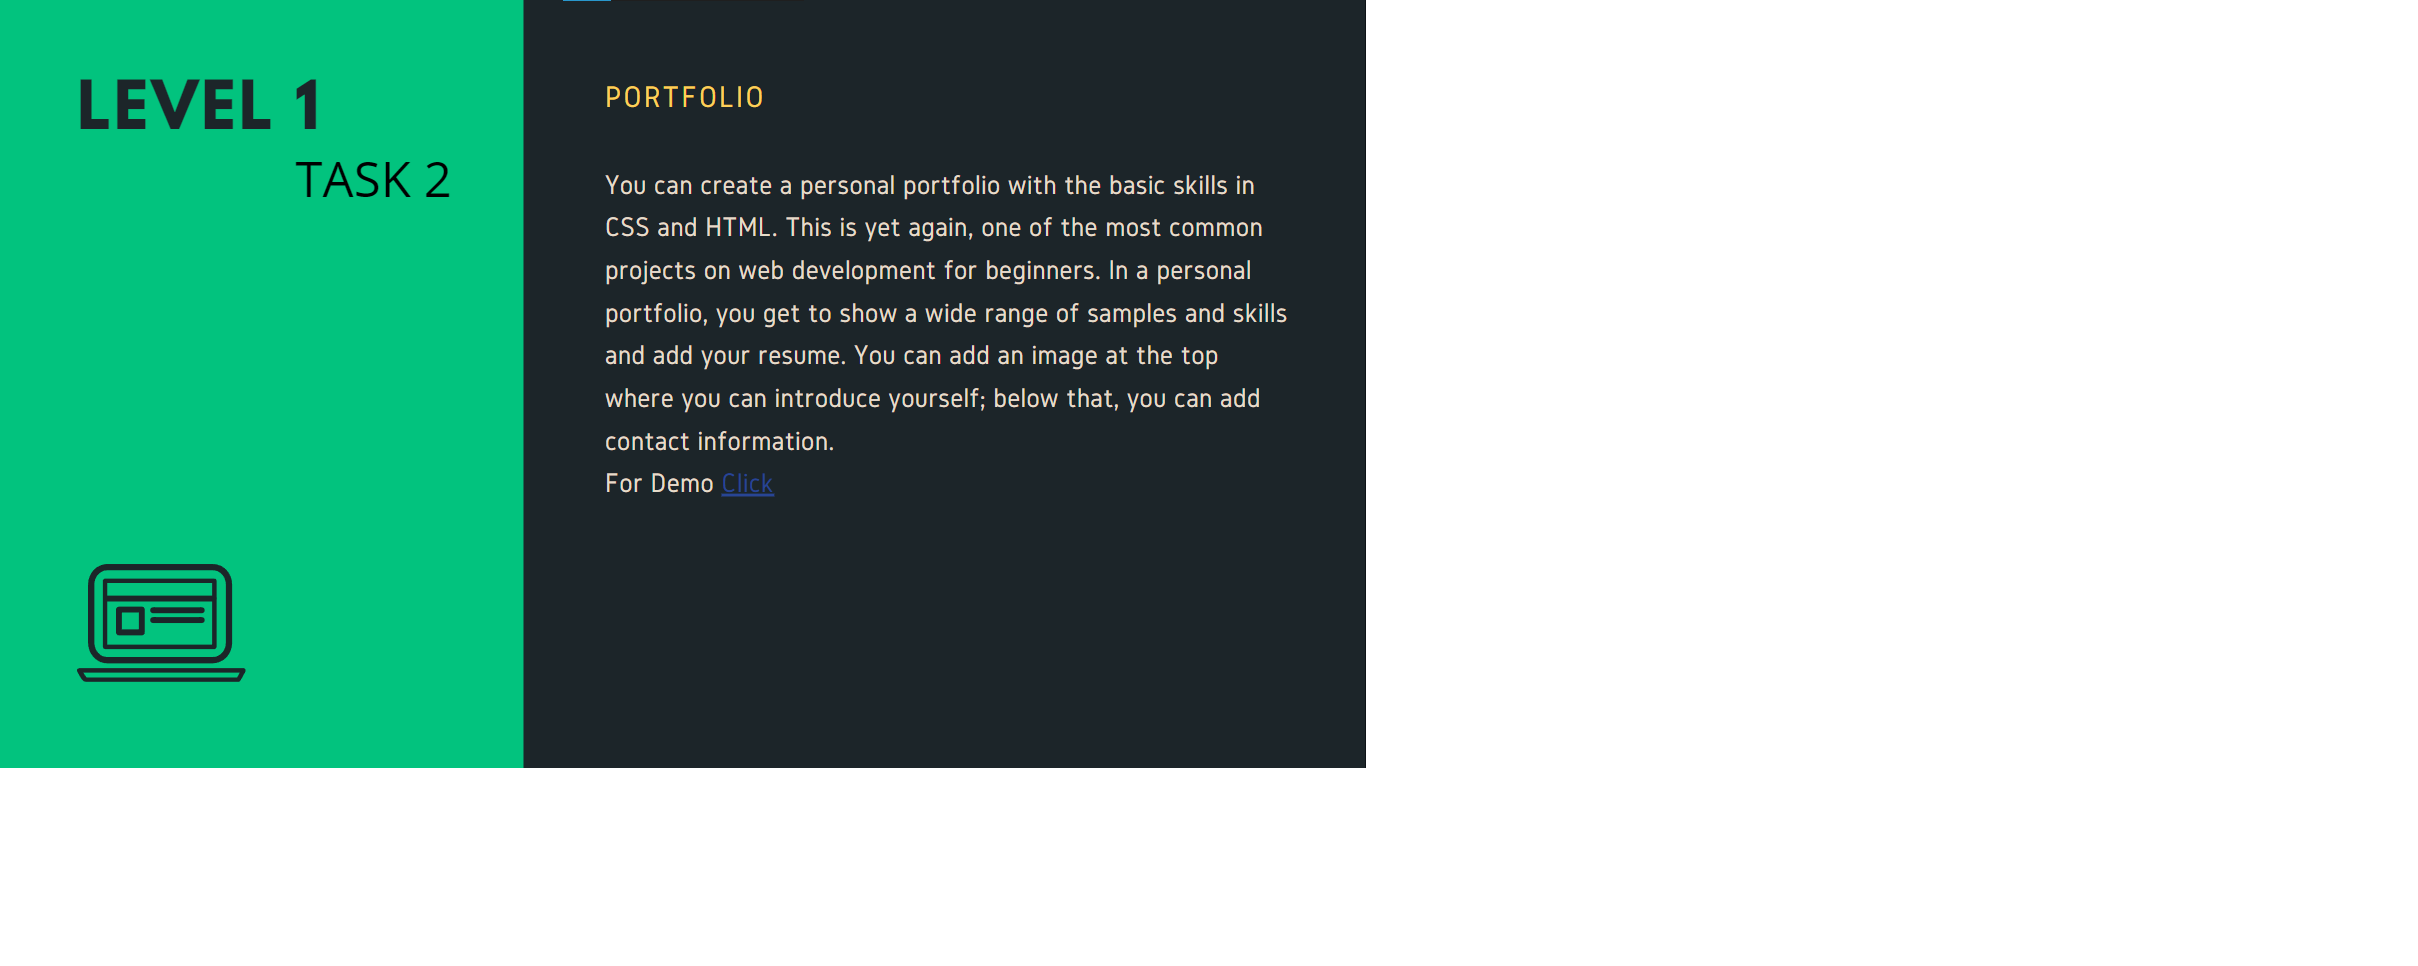 LEVEL 1
TASK 2
PORTFOLIO
You can create a personal portfolio with the basic skills in
CSS and HTML. This is yet again, one of the most common
projects on web development for beginners. In a personal
portfolio, you get to show a wide range of samples and skills
and add your resume. You can add an image at the top
where you can introduce yourself; below that, you can add
contact information.
For Demo Click